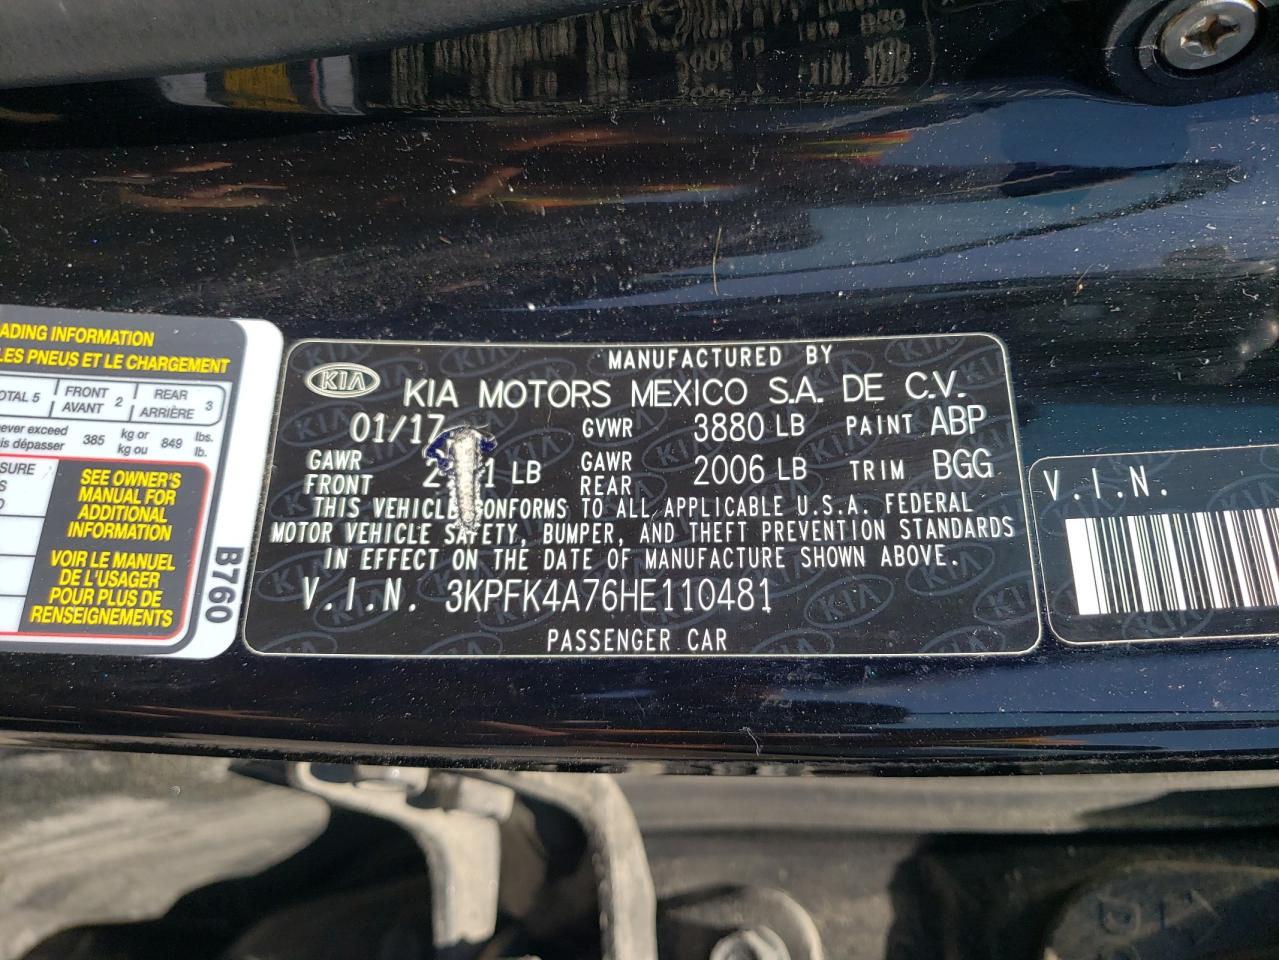 ADING INFORMATION
LES PNEUS ET LE CHARGEMENT
OTAL 5 FRONT AVANT 2 REAR ARRIÈRE 3
never exceed
is dépasser 385 kg or kg ou 849 lbs. lb.
SEE OWNER'S
MANUAL FOR
ADDITIONAL
INFORMATION
VOIR LE MANUEL
DE L'USAGER
POUR PLUS DE
RENSEIGNEMENTS
B760
MANUFACTURED BY
KIA KIA MOTORS MEXICO S.A. DE C.V.
01/17 GVWR 3880 LB PAINT ABP
GAWR FRONT LB GAWR REAR 2006 LB TRIM BGG
THIS VEHICLE CONFORMS TO ALL APPLICABLE U.S.A. FEDERAL
MOTOR VEHICLE SAFETY, BUMPER, AND THEFT PREVENTION STANDARDS
IN EFFECT ON THE DATE OF MANUFACTURE SHOWN ABOVE.
V.I.N. 3KPFK4A76HE110481
PASSENGER CAR
V.I.N.